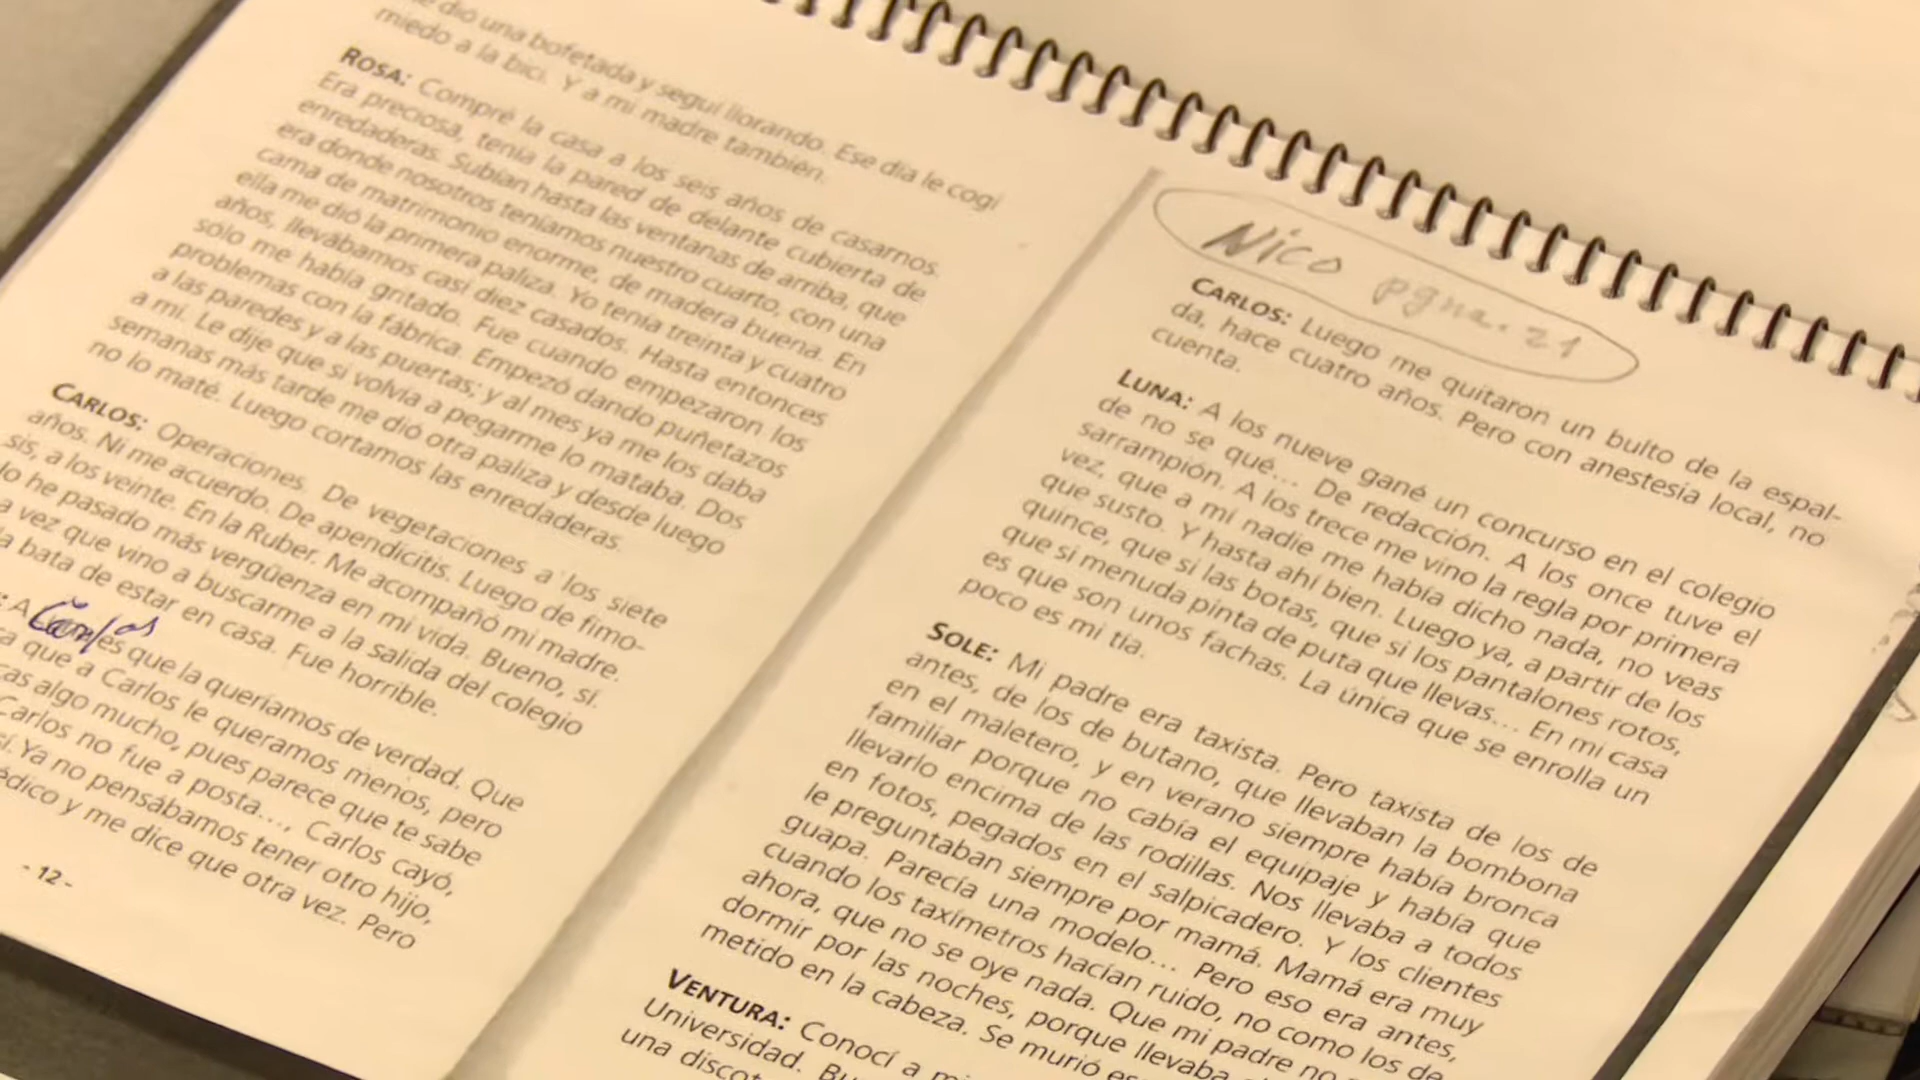 dió una bofetada y seguí llorando. Ese día le cogí
miedo a la bici. Y a mi madre también.
ROSA: Compré la casa a los seis años de casarnos.
Era preciosa, tenía la pared de delante cubierta de
enredaderas. Subían hasta las ventanas de arriba, que
era donde nosotros teníamos nuestro cuarto, con una
cama de matrimonio enorme, de madera buena. En
ella me dió la primera paliza. Yo tenía treinta y cuatro
años, llevábamos casi diez casados. Hasta entonces
sólo me había gritado. Fue cuando empezaron los
problemas con la fábrica. Empezó dando puñetazos
a las paredes y a las puertas; y al mes ya me los daba
a mí. Le dije que si volvía a pegarme lo mataba. Dos
semanas más tarde me dió otra paliza y desde luego
no lo maté. Luego cortamos las enredaderas.
CARLOS: Operaciones. De vegetaciones a los siete
años. Ni me acuerdo. De apendicitis. Luego de fimo-
sis, a los veinte. En la Ruber. Me acompañó mi madre.
lo he pasado más vergüenza en mi vida. Bueno, sí.
a vez que vino a buscarme a la salida del colegio
la bata de estar en casa. Fue horrible.
: A Carlos es que la queríamos de verdad. Que
que a Carlos le queramos menos, pero
cas algo mucho, pues parece que te sabe
Carlos no fue a posta..., Carlos cayó,
sí. Ya no pensábamos tener otro hijo,
édico y me dice que otra vez. Pero
- 12 -
Nico pgna. 21
CARLOS: Luego me quitaron un bulto de la espal-
da, hace cuatro años. Pero con anestesia local, no
cuenta.
LUNA: A los nueve gané un concurso en el colegio
de no se qué... De redacción. A los once tuve el
sarrampión. A los trece me vino la regla por primera
vez, que a mí nadie me había dicho nada, no veas
que susto. Y hasta ahí bien. Luego ya, a partir de los
quince, que si las botas, que si los pantalones rotos,
que si menuda pinta de puta que llevas... En mi casa
es que son unos fachas. La única que se enrolla un
poco es mi tía.
SOLE: Mi padre era taxista. Pero taxista de los de
antes, de los de butano, que llevaban la bombona
en el maletero, y en verano siempre había bronca
familiar porque no cabía el equipaje y había que
llevarlo encima de las rodillas. Nos llevaba a todos
en fotos, pegados en el salpicadero. Y los clientes
le preguntaban siempre por mamá. Mamá era muy
guapa. Parecía una modelo... Pero eso era antes,
cuando los taxímetros hacían ruido, no como los de
ahora, que no se oye nada. Que mi padre no
dormir por las noches, porque llevaba
metido en la cabeza. Se murió
VENTURA: Conocí a
Universidad.
una